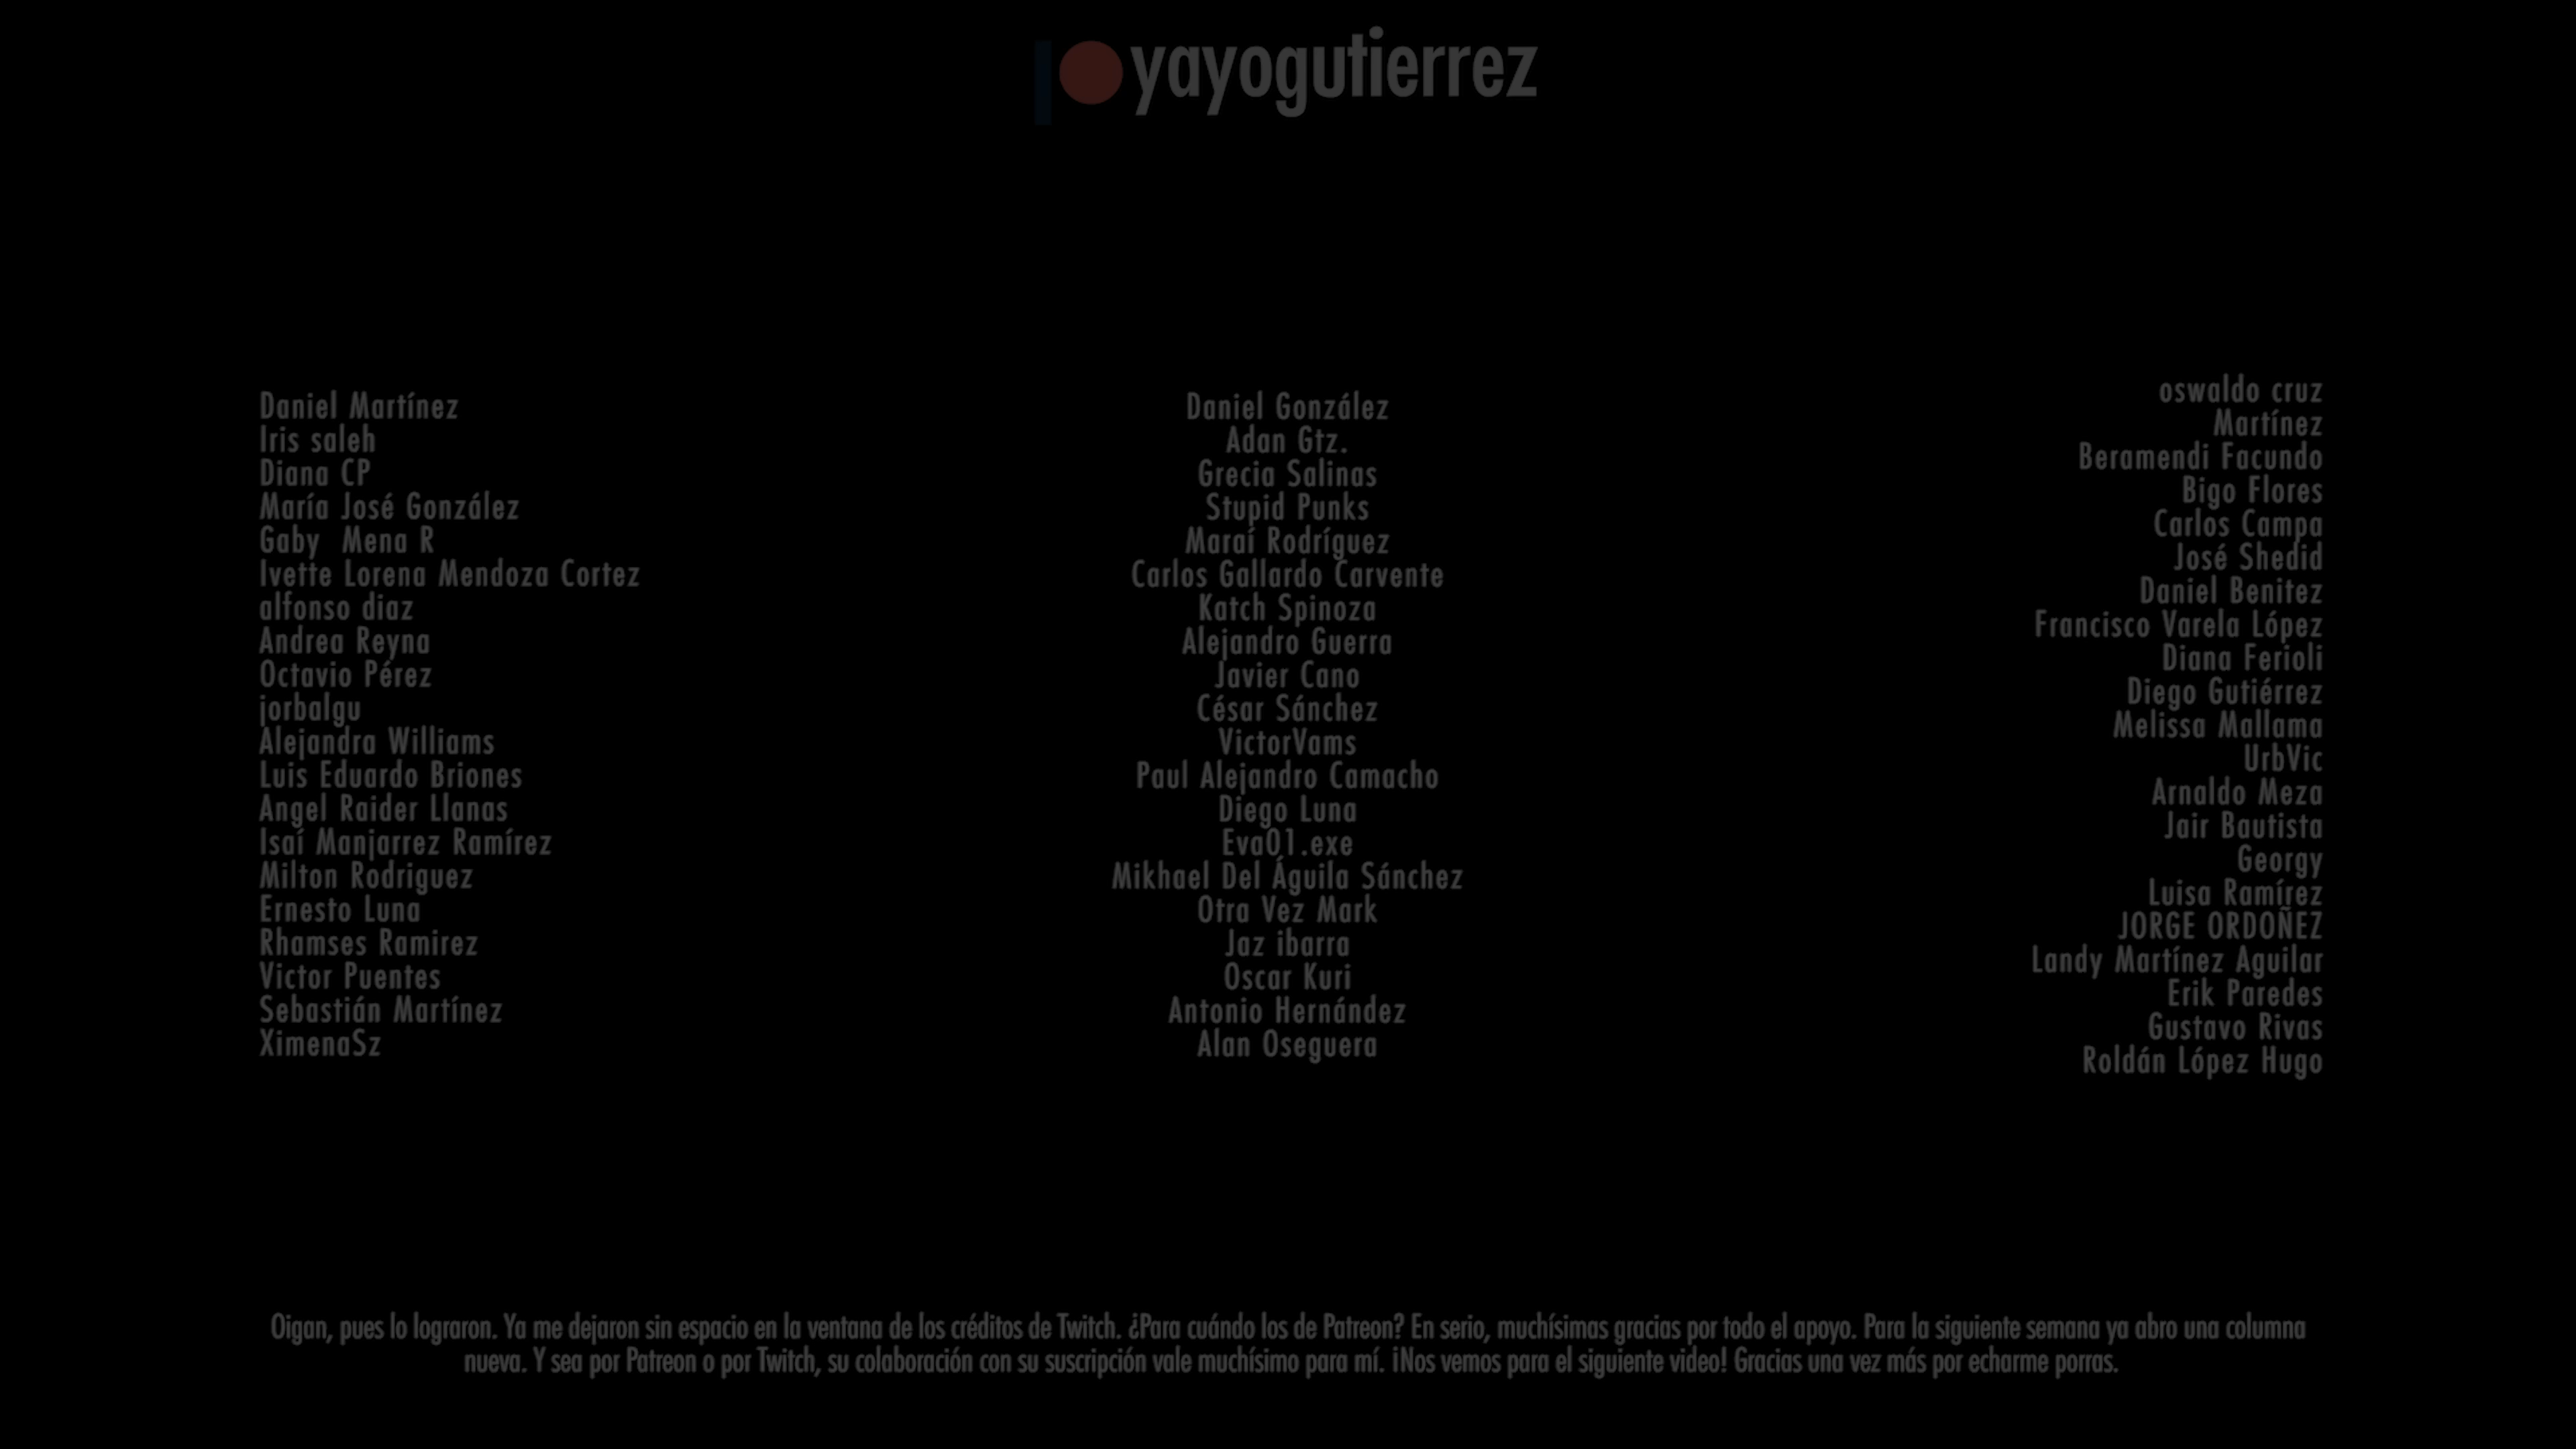 yayogutierrez
Daniel Martínez
Iris saleh
Diana CP
María José González
Gaby  Mena R
Ivette Lorena Mendoza Cortez
alfonso diaz
Andrea Reyna
Octavio Pérez
jorbalgu
Alejandra Williams
Luis Eduardo Briones
Angel Raider Llanas
Isaí Manjarrez Ramírez
Milton Rodriguez
Ernesto Luna
Rhamses Ramirez
Victor Puentes
Sebastián Martínez
XimenaSz
Daniel González
Adan Gtz.
Grecia Salinas
Stupid Punks
Maraí Rodríguez
Carlos Gallardo Carvente
Katch Spinoza
Alejandro Guerra
Javier Cano
César Sánchez
VictorVams
Paul Alejandro Camacho
Diego Luna
Eva01.exe
Mikhael Del Águila Sánchez
Otra Vez Mark
Jaz ibarra
Oscar Kuri
Antonio Hernández
Alan Oseguera
oswaldo cruz
Martínez
Beramendi Facundo
Bigo Flores
Carlos Campa
José Shedid
Daniel Benitez
Francisco Varela López
Diana Ferioli
Diego Gutiérrez
Melissa Mallama
UrbVic
Arnaldo Meza
Jair Bautista
Georgy
Luisa Ramírez
JORGE ORDOÑEZ
Landy Martínez Aguilar
Erik Paredes
Gustavo Rivas
Roldán López Hugo
Oigan, pues lo lograron. Ya me dejaron sin espacio en la ventana de los créditos de Twitch. ¿Para cuándo los de Patreon? En serio, muchísimas gracias por todo el apoyo. Para la siguiente semana ya abro una columna
nueva. Y sea por Patreon o por Twitch, su colaboración con su suscripción vale muchísimo para mí. ¡Nos vemos para el siguiente video! Gracias una vez más por echarme porras.